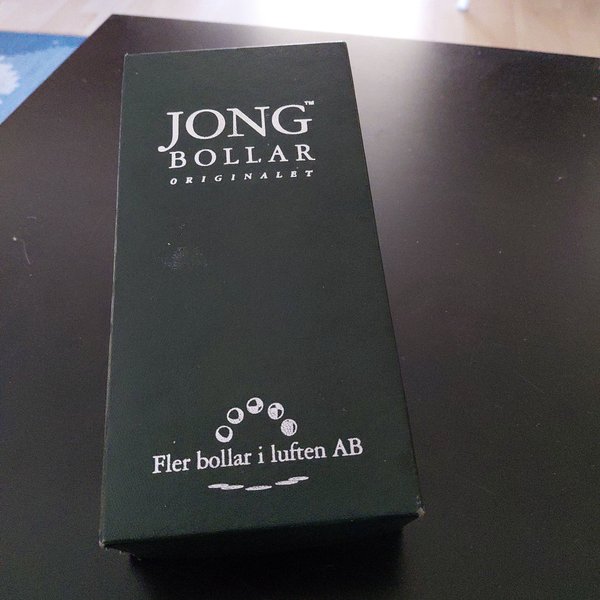 JONG™
BOLLAR
ORIGINALET
Fler bollar i luften AB